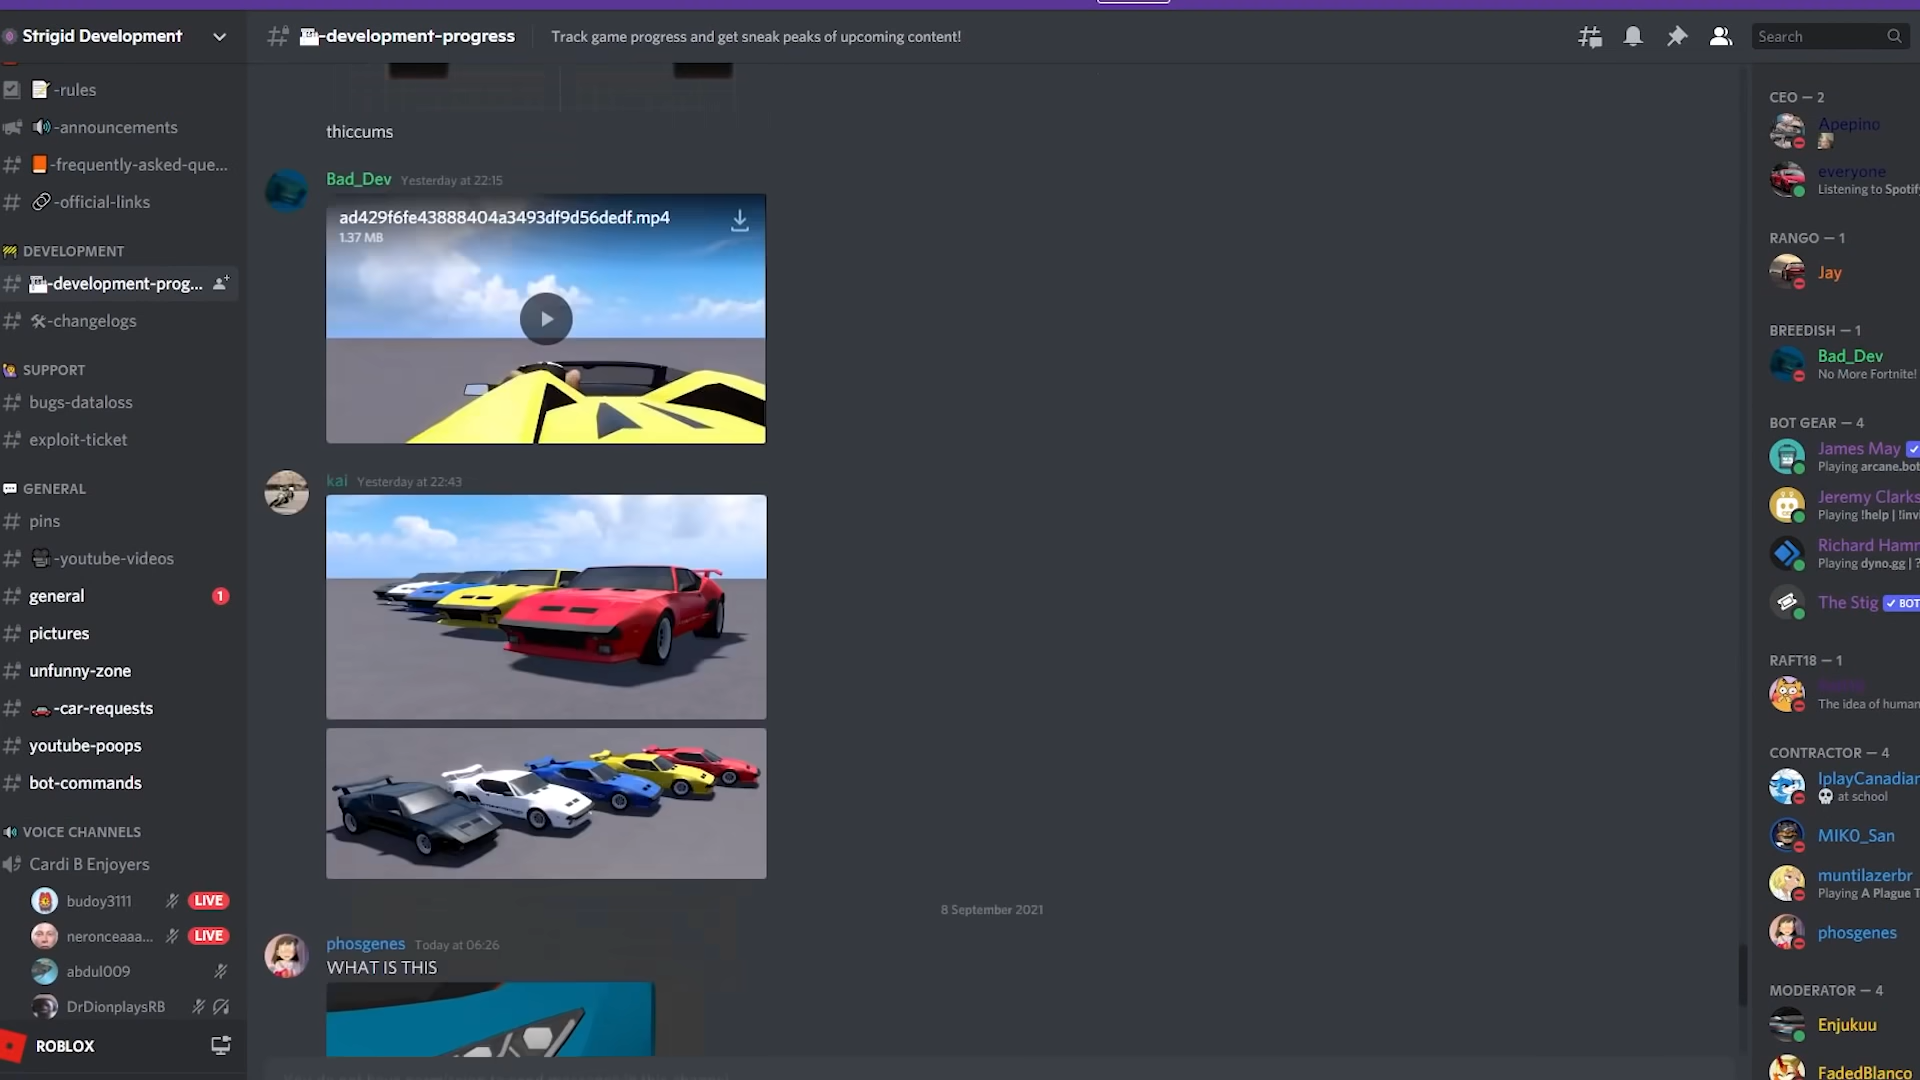 Strigid Development
-rules
-announcements
-frequently-asked-que...
-official-links
DEVELOPMENT
-development-prog...
-changelogs
SUPPORT
bugs-dataloss
exploit-ticket
GENERAL
pins
-youtube-videos
general
1
pictures
unfunny-zone
-car-requests
youtube-poops
bot-commands
VOICE CHANNELS
Cardi B Enjoyers
budoy3111
LIVE
neronceaaa...
LIVE
abdul009
DrDionplaysRB
ROBLOX
-development-progress
Track game progress and get sneak peaks of upcoming content!
Search
thiccums
Bad_Dev Yesterday at 22:15
ad429f6fe43888404a3493df9d56dedf.mp4
1.37 MB
kai Yesterday at 22:43
8 September 2021
phosgenes Today at 06:26
WHAT IS THIS
CEO — 2
Apepino
everyone
Listening to Spotif
RANGO — 1
Jay
BREEDISH — 1
Bad_Dev
No More Fortnite!
BOT GEAR — 4
James May
Playing arcane.bot
Jeremy Clarks
Playing !help | !inv
Richard Hamn
Playing dyno.gg | ?
The Stig BOT
RAFT18 — 1
The idea of human
CONTRACTOR — 4
IplayCanadian
at school
MIK0_San
muntilazerbr
Playing A Plague T
phosgenes
MODERATOR — 4
Enjukuu
FadedBlanco